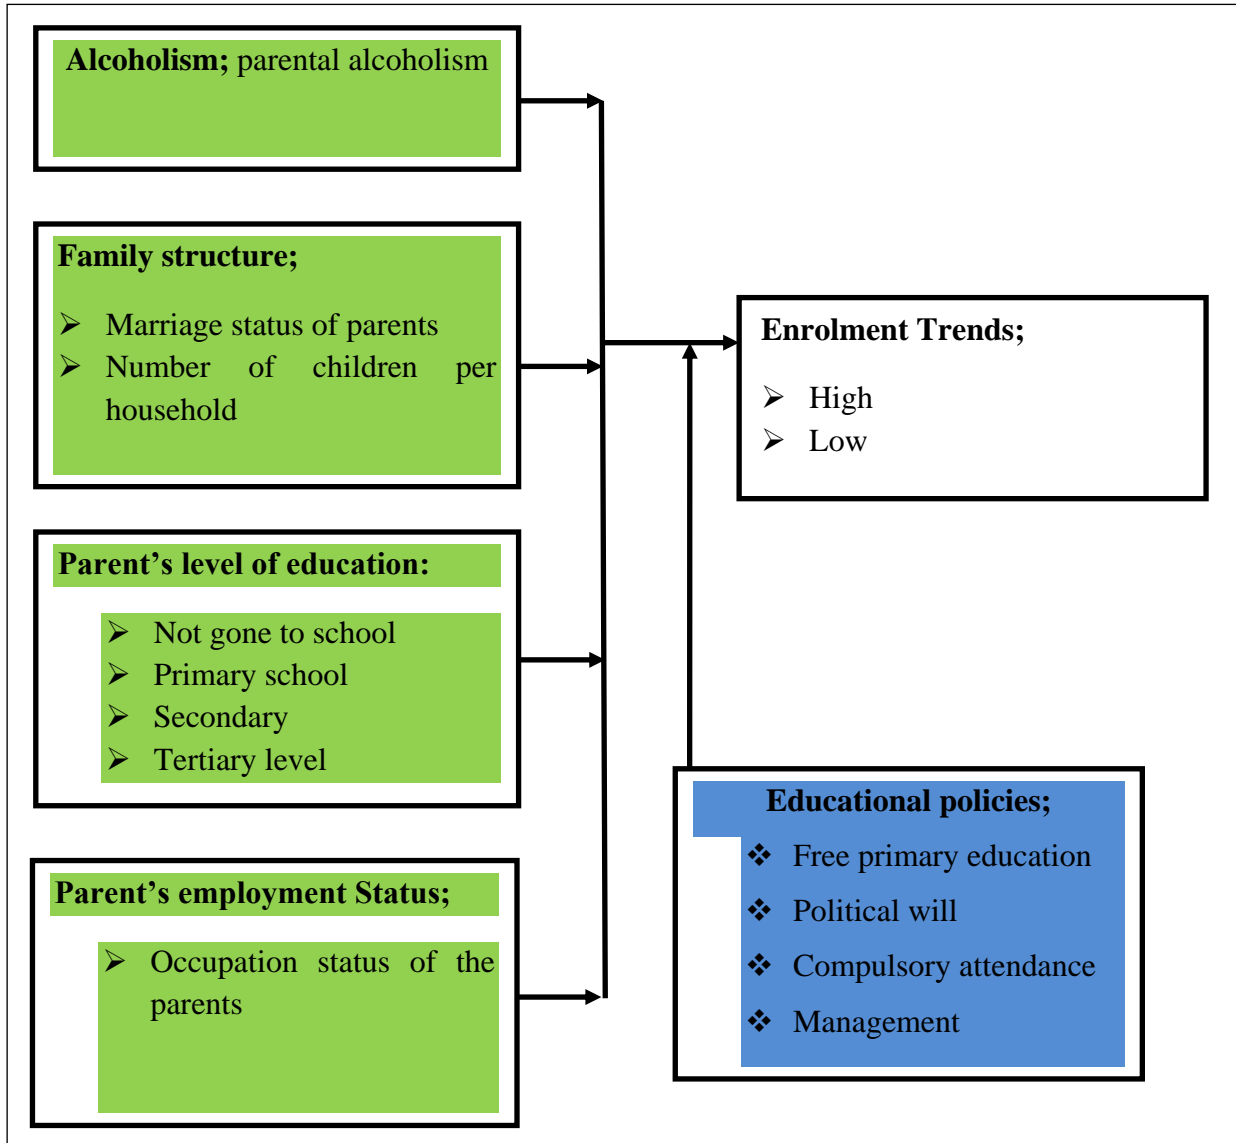 Alcoholism; parental alcoholism
Family structure;
➢ Marriage status of parents
➢ Number of children per
household
Parent’s level of education:
➢ Not gone to school
➢ Primary school
➢ Secondary
➢ Tertiary level
Parent’s employment Status;
➢ Occupation status of the
parents
Enrolment Trends;
➢ High
➢ Low
Educational policies;
❖ Free primary education
❖ Political will
❖ Compulsory attendance
❖ Management